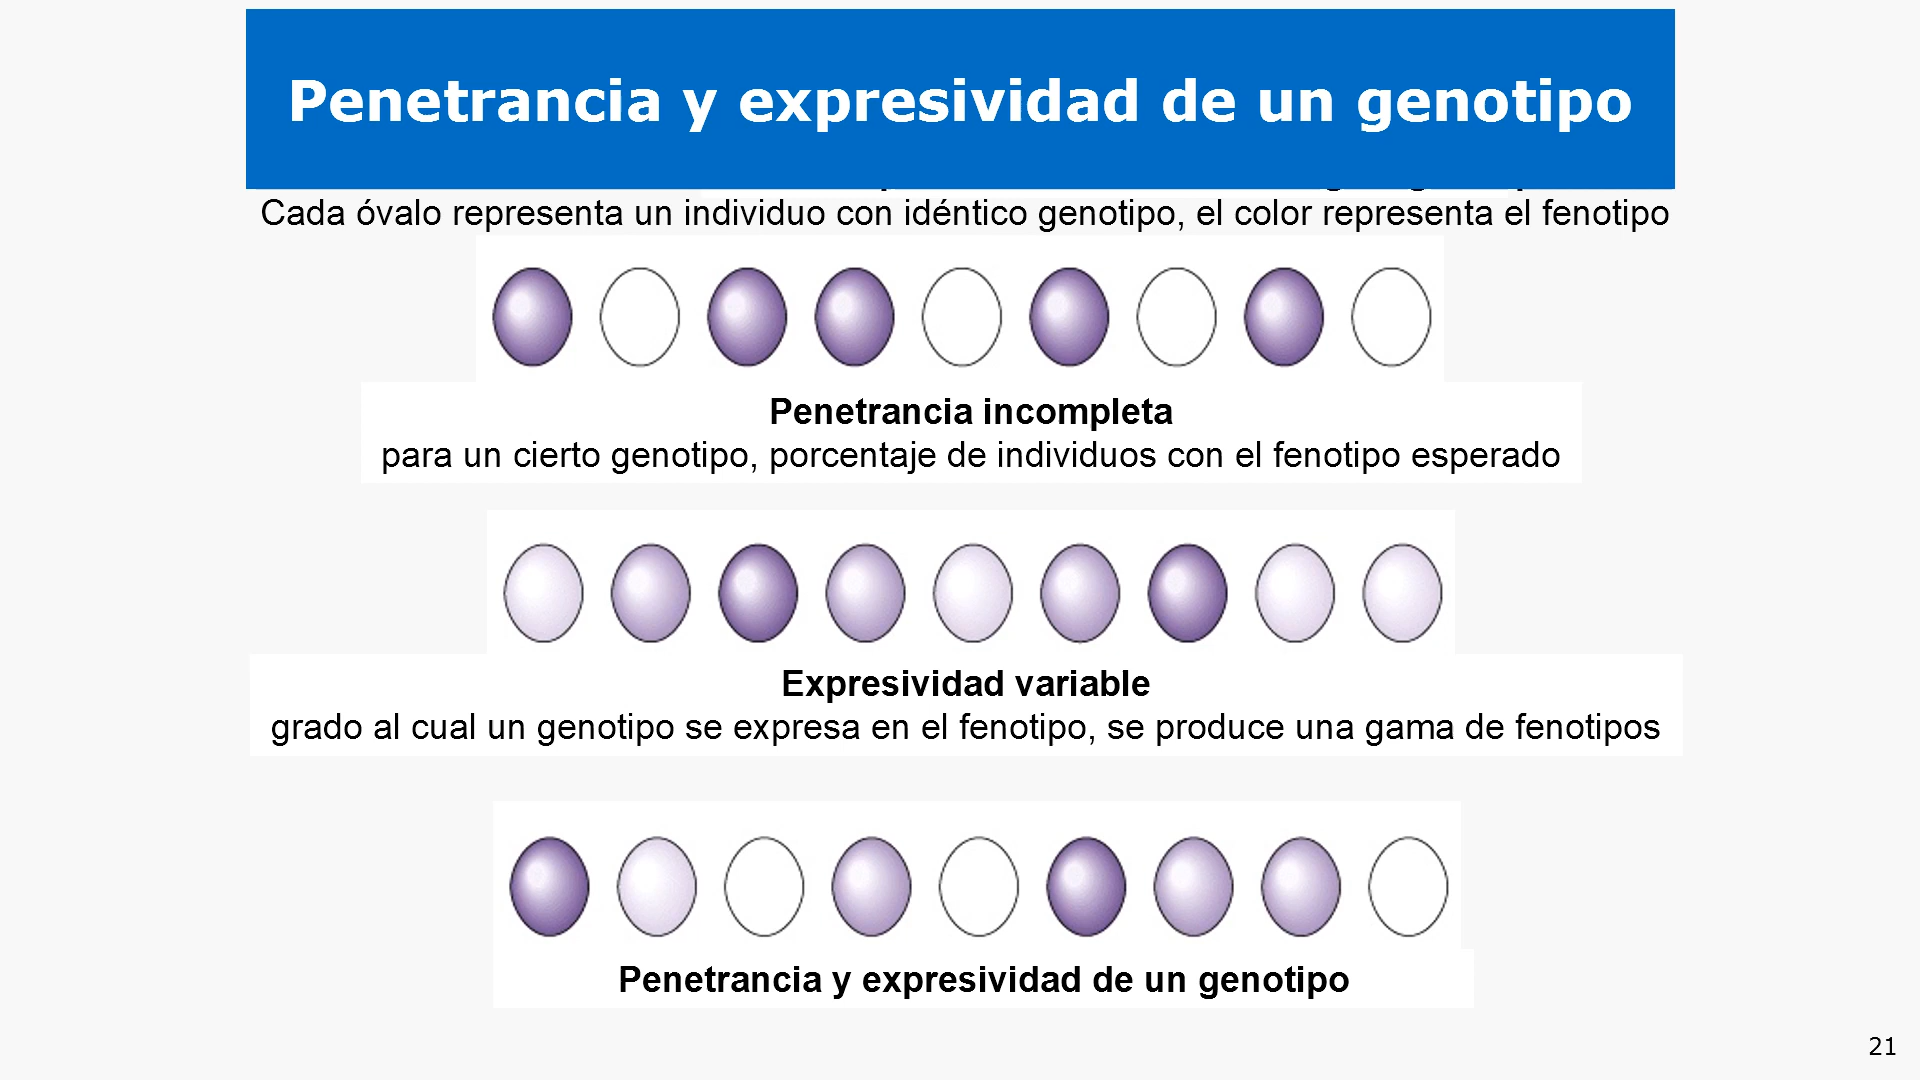 Penetrancia y expresividad de un genotipo
Cada óvalo representa un individuo con idéntico genotipo, el color representa el fenotipo
Penetrancia incompleta
para un cierto genotipo, porcentaje de individuos con el fenotipo esperado
Expresividad variable
grado al cual un genotipo se expresa en el fenotipo, se produce una gama de fenotipos
Penetrancia y expresividad de un genotipo
21